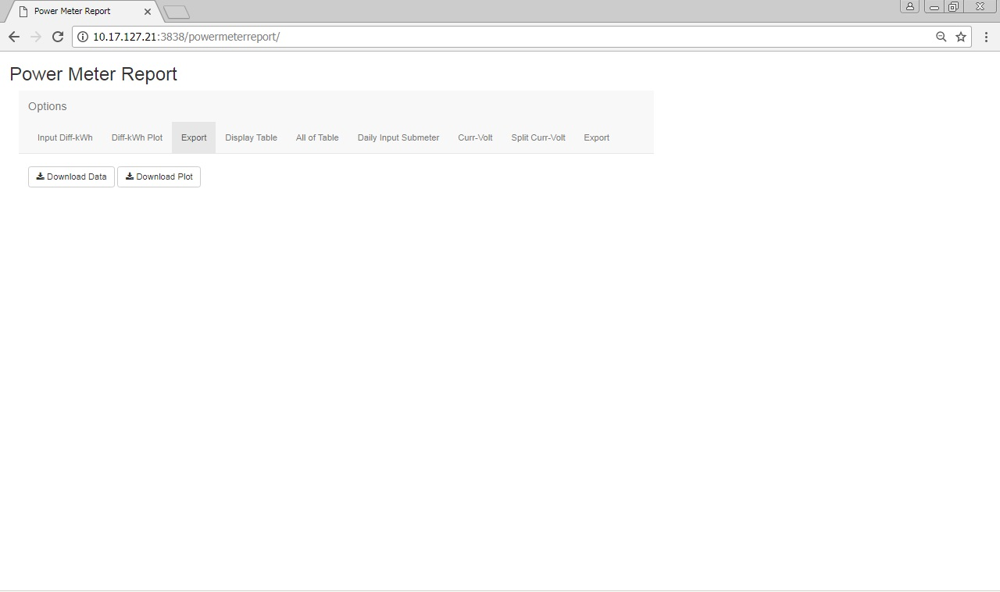 Power Meter Report
10.17.127.21:3838/powermeterreport/
Power Meter Report
Options
Input Diff-kWh Diff-kWh Plot Export Display Table All of Table Daily Input Submeter Curr-Volt Split Curr-Volt Export
Download Data Download Plot